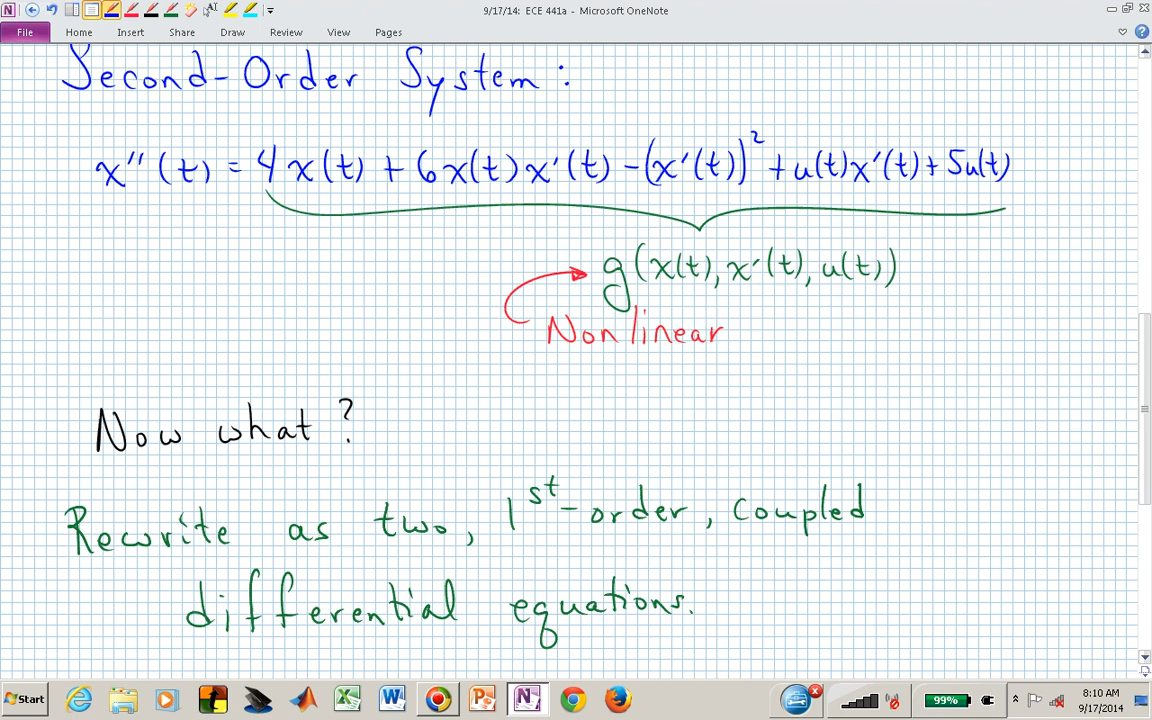 9/17/14: ECE 441a - Microsoft OneNote
File Home Insert Share Draw Review View Pages
Second-Order System:
x''(t) = 4x(t) + 6x(t)x'(t) - (x'(t))² + u(t)x'(t) + 5u(t)
g(x(t), x'(t), u(t))
Nonlinear
Now what?
Rewrite as two, 1st-order, coupled
differential equations.
Start
99%
8:10 AM
9/17/2014